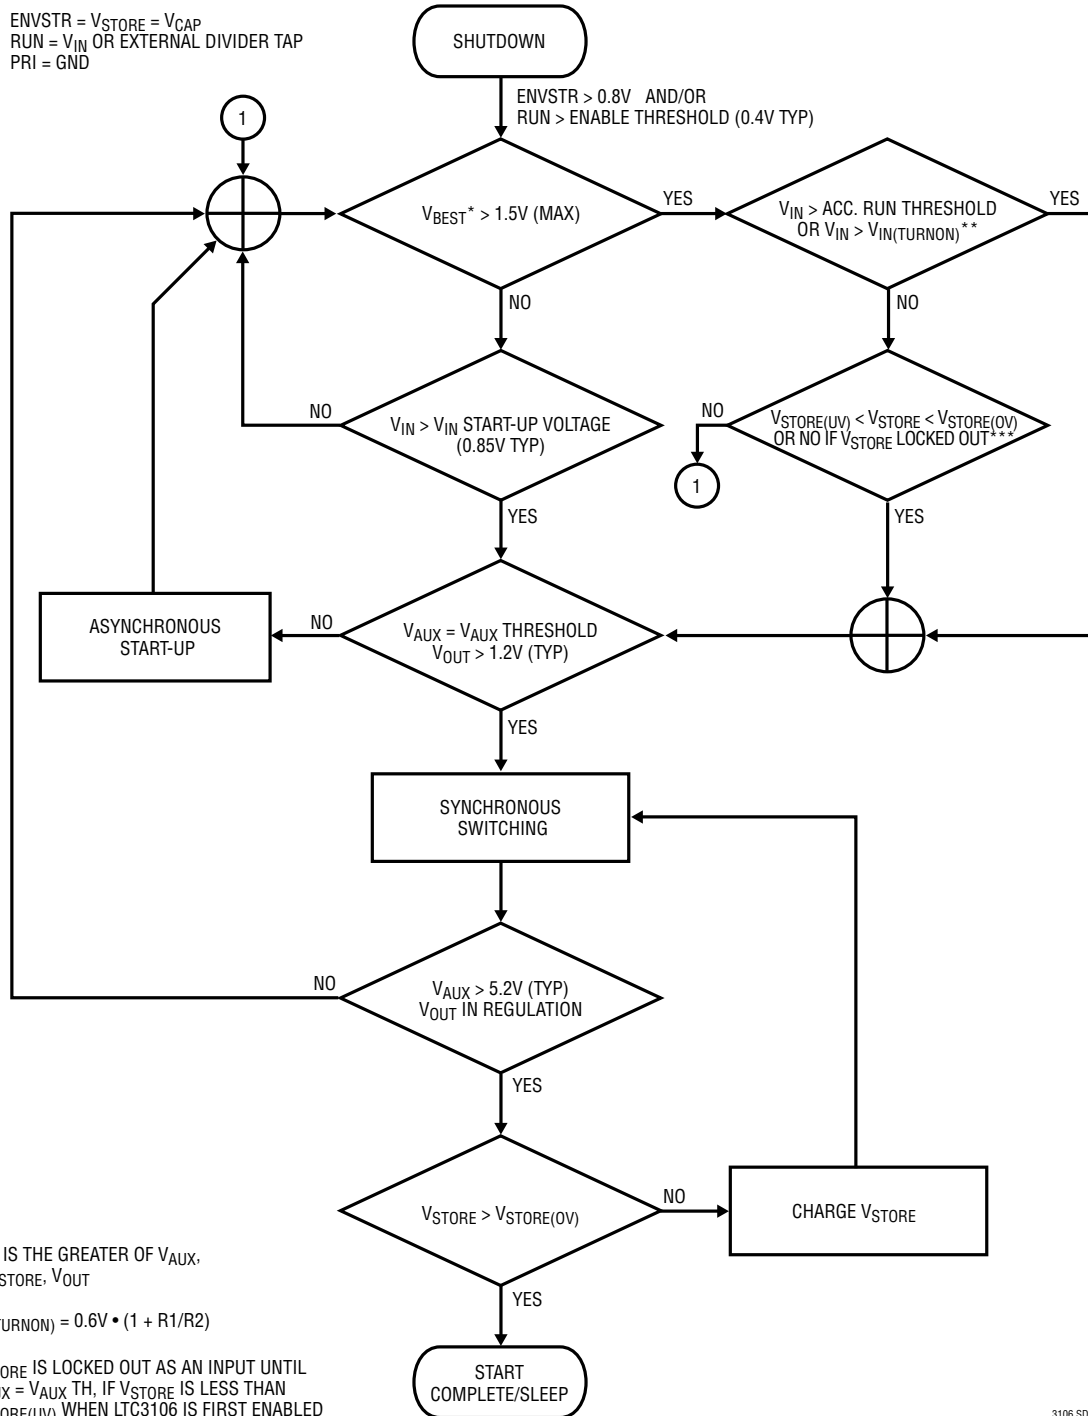 ENVSTR = VSTORE = VCAP
RUN = VIN OR EXTERNAL DIVIDER TAP
PRI = GND
SHUTDOWN
ENVSTR > 0.8V AND/OR
RUN > ENABLE THRESHOLD (0.4V TYP)
1
VBEST* > 1.5V (MAX)
YES
VIN > ACC. RUN THRESHOLD
OR VIN > VIN(TURNON)**
YES
NO
NO
NO
VIN > VIN START-UP VOLTAGE
(0.85V TYP)
NO
VSTORE(UV) < VSTORE < VSTORE(OV)
OR NO IF VSTORE LOCKED OUT***
1
YES
YES
ASYNCHRONOUS
START-UP
NO
VAUX = VAUX THRESHOLD
VOUT > 1.2V (TYP)
YES
SYNCHRONOUS
SWITCHING
NO
VAUX > 5.2V (TYP)
VOUT IN REGULATION
YES
VSTORE > VSTORE(OV)
NO
CHARGE VSTORE
YES
START
COMPLETE/SLEEP
IS THE GREATER OF VAUX,
STORE, VOUT
TURNON) = 0.6V • (1 + R1/R2)
ORE IS LOCKED OUT AS AN INPUT UNTIL
UX = VAUX TH, IF VSTORE IS LESS THAN
ORE(UV) WHEN LTC3106 IS FIRST ENABLED
3106 SD